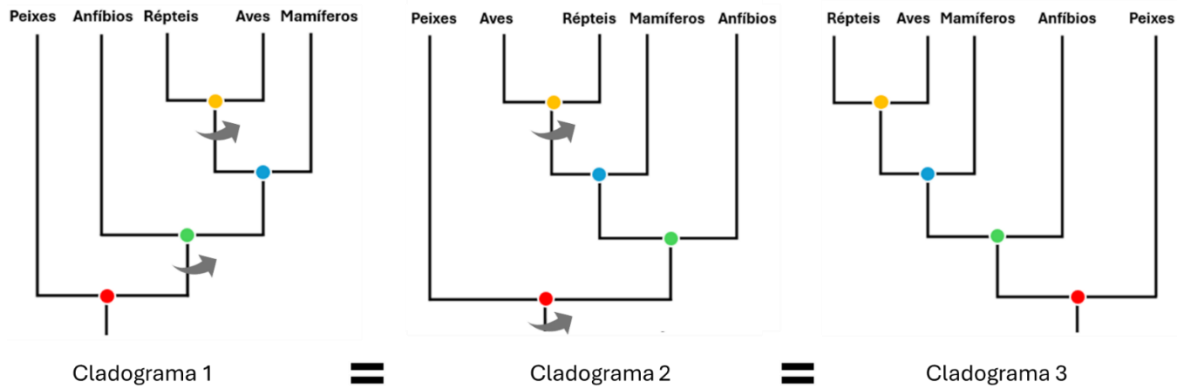 Peixes Anfíbios Répteis Aves Mamíferos
Peixes Aves Répteis Mamíferos Anfíbios
Répteis Aves Mamíferos Anfíbios Peixes
Cladograma 1 = Cladograma 2 = Cladograma 3